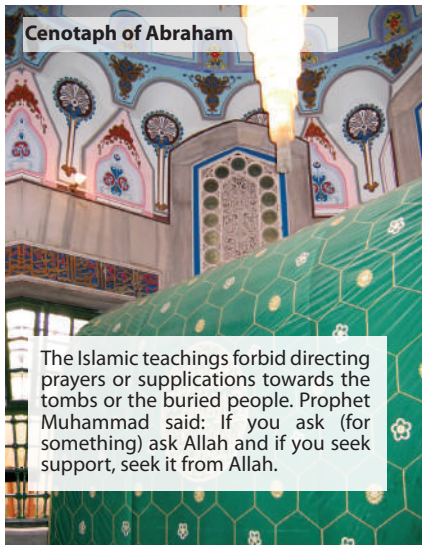 Cenotaph of Abraham
The Islamic teachings forbid directing
prayers or supplications towards the
tombs or the buried people. Prophet
Muhammad said: If you ask (for
something) ask Allah and if you seek
support, seek it from Allah.